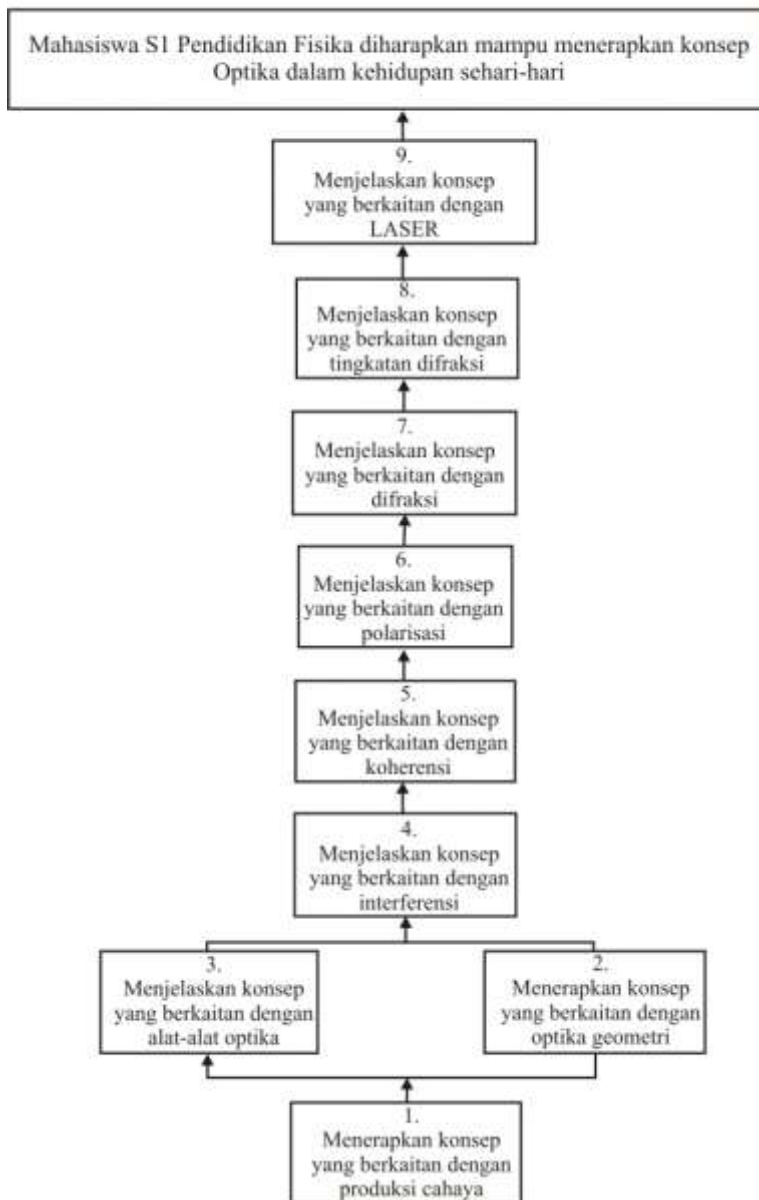 Mahasiswa S1 Pendidikan Fisika diharapkan mampu menerapkan konsep
Optika dalam kehidupan sehari-hari
9.
Menjelaskan konsep
yang berkaitan dengan
LASER
8.
Menjelaskan konsep
yang berkaitan dengan
tingkatan difraksi
7.
Menjelaskan konsep
yang berkaitan dengan
difraksi
6.
Menjelaskan konsep
yang berkaitan dengan
polarisasi
5.
Menjelaskan konsep
yang berkaitan dengan
koherensi
4.
Menjelaskan konsep
yang berkaitan dengan
interferensi
3.
Menjelaskan konsep
yang berkaitan dengan
alat-alat optika
2.
Menerapkan konsep
yang berkaitan dengan
optika geometri
1.
Menerapkan konsep
yang berkaitan dengan
produksi cahaya